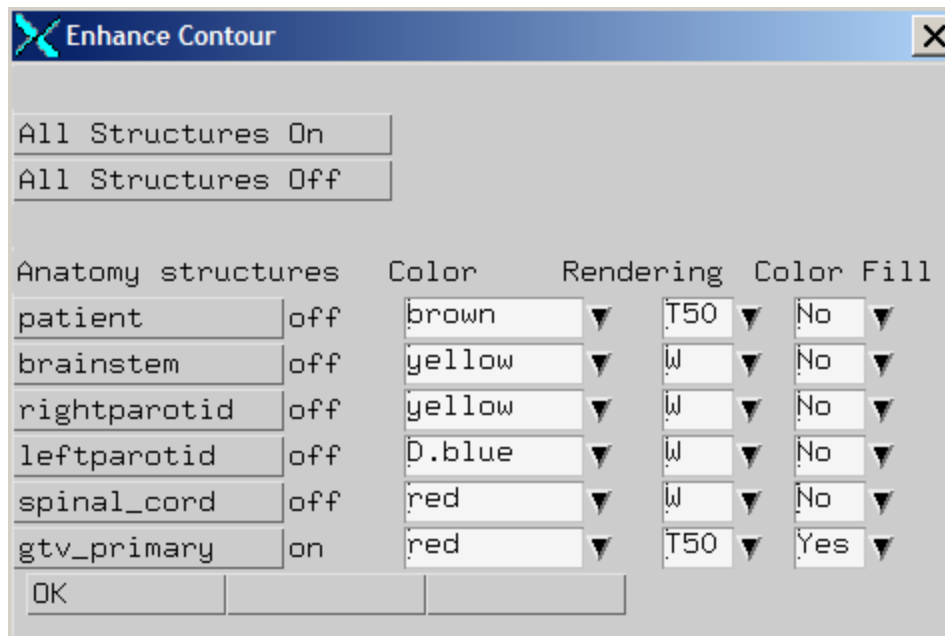 Enhance Contour
All Structures On
All Structures Off
Anatomy structures Color Rendering Color Fill
patient off brown T50 No
brainstem off yellow W No
rightparotid off yellow W No
leftparotid off D.blue W No
spinal_cord off red W No
gtv_primary on red T50 Yes
OK